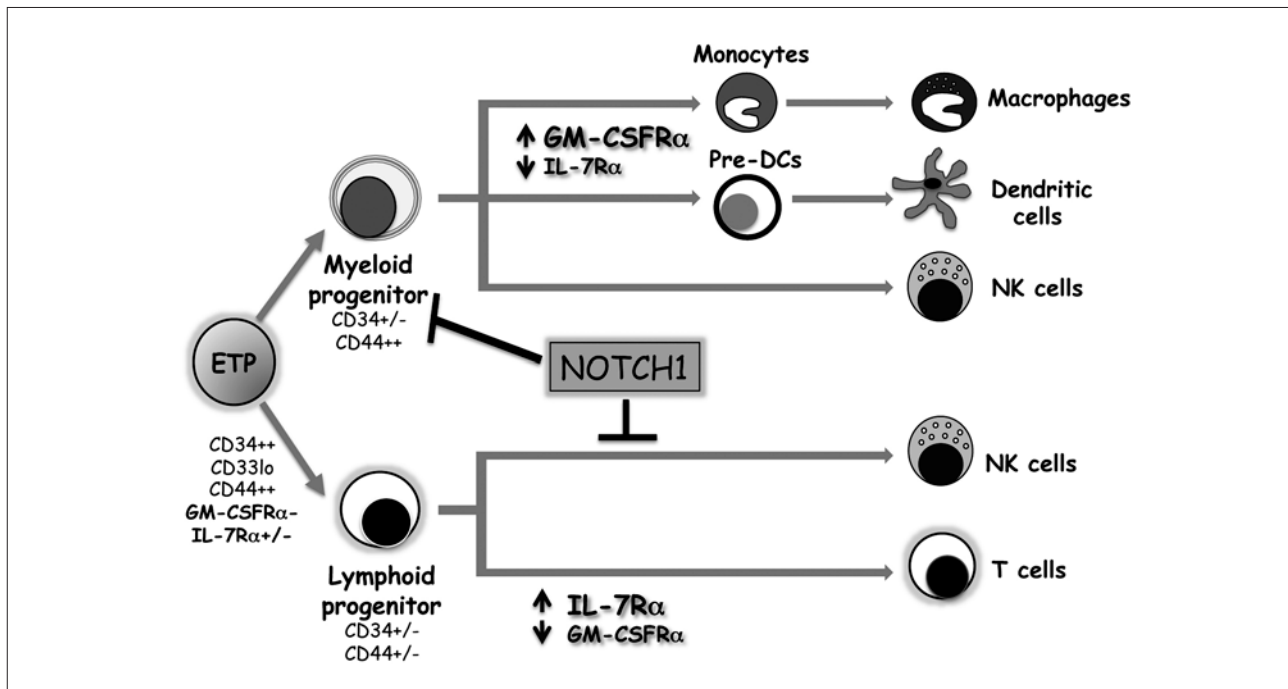 Monocytes
Macrophages
↑ GM-CSFRα
↓ IL-7Rα
Pre-DCs
Dendritic
cells
Myeloid
progenitor
CD34+/-
CD44++
NK cells
ETP
NOTCH1
CD34++
CD33lo
CD44++
GM-CSFRα-
IL-7Rα+/-
NK cells
Lymphoid
progenitor
CD34+/-
CD44+/-
T cells
↑ IL-7Rα
↓ GM-CSFRα